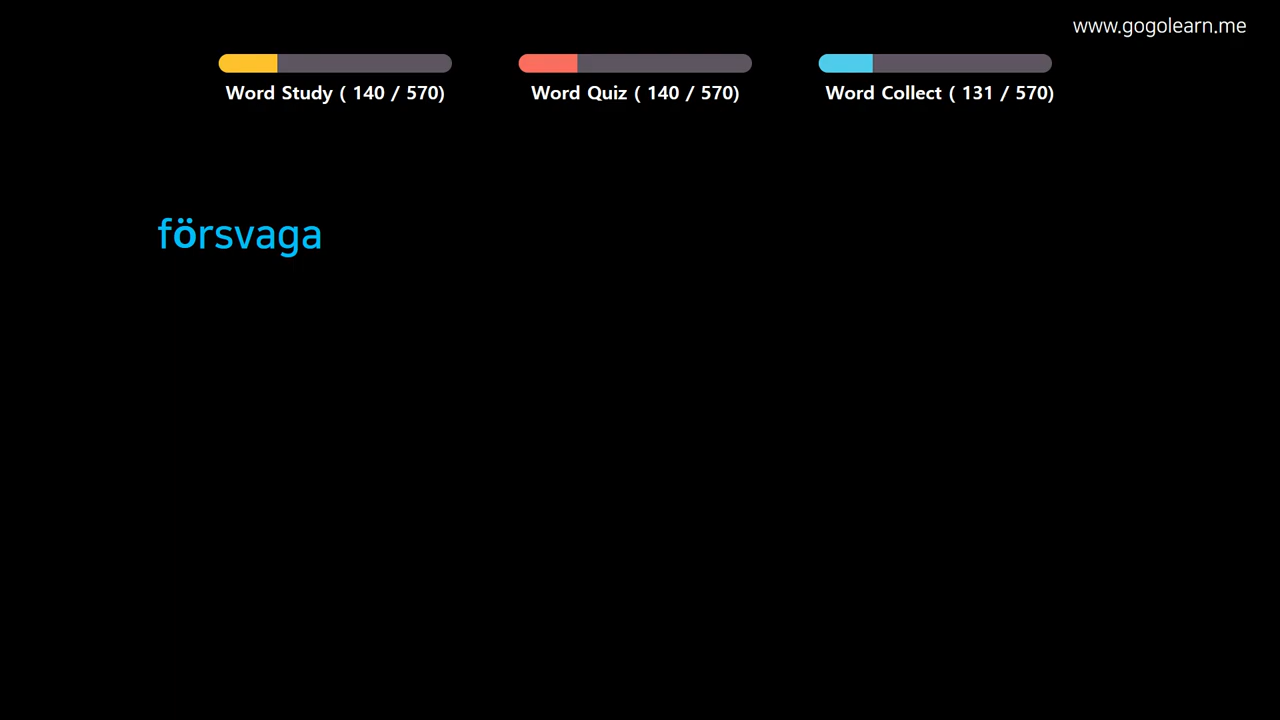 www.gogolearn.me
Word Study ( 140 / 570)
Word Quiz ( 140 / 570)
Word Collect ( 131 / 570)
försvaga